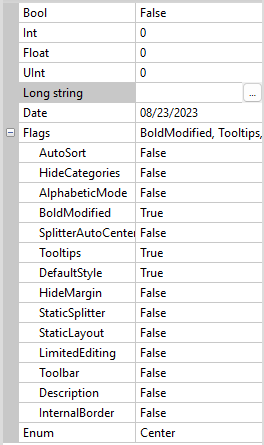 Bool False
Int 0
Float 0
UInt 0
Long string ...
Date 08/23/2023
Flags BoldModified, Tooltips,
AutoSort False
HideCategories False
AlphabeticMode False
BoldModified True
SplitterAutoCenter False
Tooltips True
DefaultStyle True
HideMargin False
StaticSplitter False
StaticLayout False
LimitedEditing False
Toolbar False
Description False
InternalBorder False
Enum Center